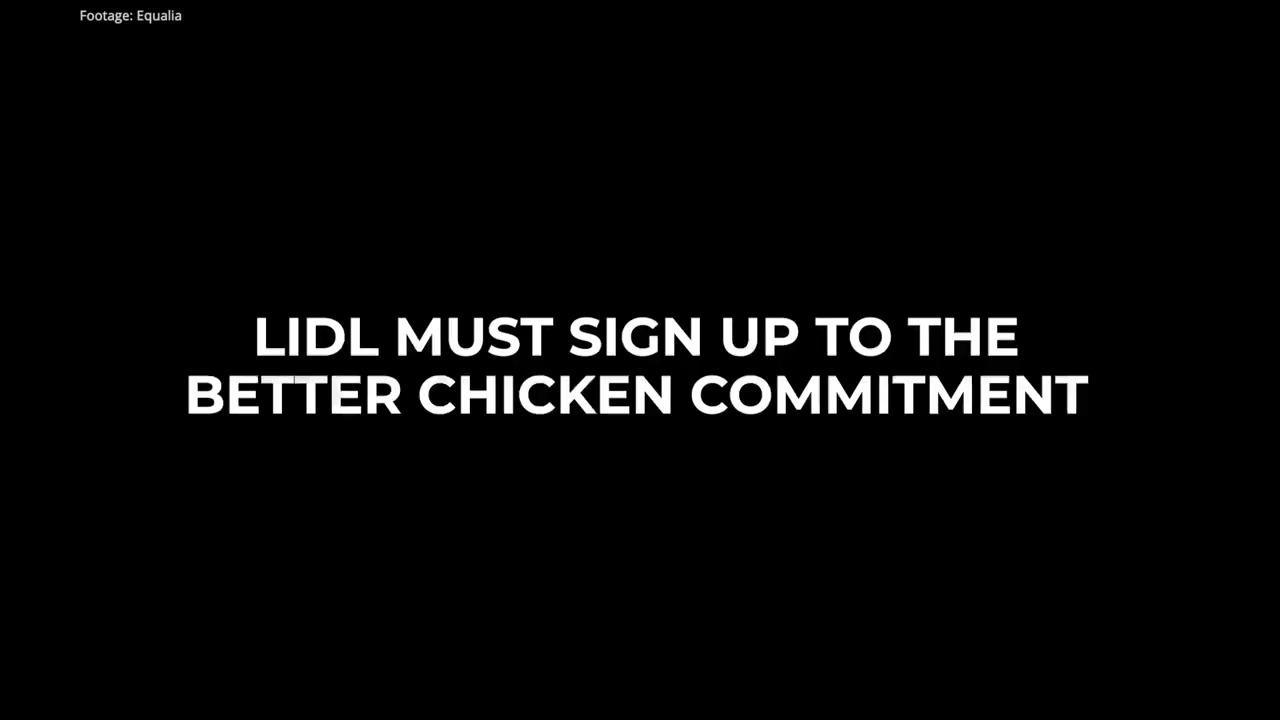 Footage: Equalia
LIDL MUST SIGN UP TO THE
BETTER CHICKEN COMMITMENT